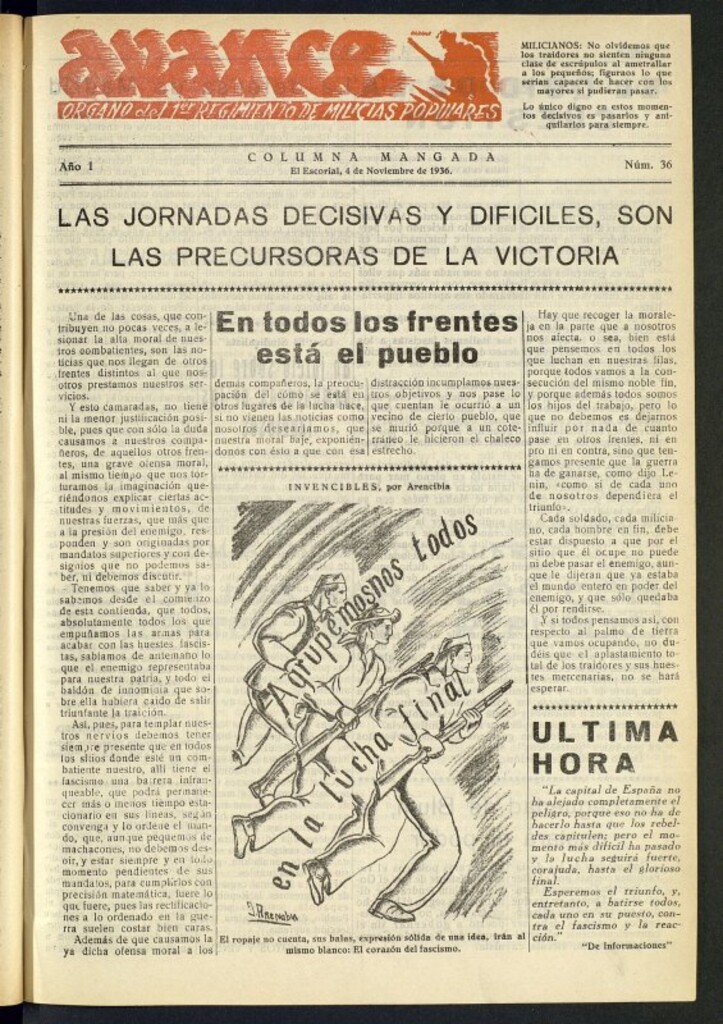 avance
ORGANO del 1er REGIMIENTO DE MILICIAS POPULARES
MILICIANOS: No olvidemos que
los traidores no sienten ninguna
clase de escrúpulos al ametrallar
a los pequeños; figuraos lo que
serían capaces de hacer con los
mayores si pudieran pasar.
Lo único digno en estos momen-
tos decisivos es pasarlos y ani-
quilarlos para siempre.
Año 1
COLUMNA MANGADA
El Escorial, 4 de Noviembre de 1936.
Núm. 36
LAS JORNADAS DECISIVAS Y DIFICILES, SON
LAS PRECURSORAS DE LA VICTORIA
Una de las cosas, que con-
tribuyen no pocas veces, a le-
sionar la alta moral de nues-
tros combatientes, son las no-
ticias que nos llegan de otros
frentes distintos al que nos-
otros prestamos nuestros ser-
vicios.
Y esto camaradas, no tiene
ni la menor justificación posi-
ble, pues que con sólo la duda
causamos a nuestros compa-
ñeros, de aquellos otros fren-
tes, una grave ofensa moral,
al mismo tiempo que nos tor-
turamos la imaginación que-
riéndonos explicar ciertas ac-
titudes y movimientos, de
nuestras fuerzas, que más que
a la presión del enemigo, res-
ponden y son originadas por
mandatos superiores y con de-
signios que no podemos sa-
ber, ni debemos discutir.
Tenemos que saber y ya lo
sabemos desde el comienzo
de esta contienda, que todos,
absolutamente todos los que
empuñamos las armas para
acabar con las huestes fascis-
tas, sabíamos de antemano lo
que el enemigo representaba
para nuestra patria, y todo el
baldón de innominia que so-
bre ella hubiera caído de salir
triunfante la traición.
Así, pues, para templar nues-
tros nervios debemos tener
siempre presente que en todos
los sitios donde esté un com-
batiente nuestro, allí tiene el
fascismo una barrera infran-
queable, que podrá permane-
cer más o menos tiempo esta-
cionario en sus líneas, según
convenga y lo ordene el man-
do, que, aunque pequemos de
machacones, no debemos des-
oir, y estar siempre y en todo
momento pendientes de sus
mandatos, para cumplirlos con
precisión matemática, fuere lo
que fuere, pues las rectificacio-
nes a lo ordenado en la gue-
rra suelen costar bien caras.
Además de que causamos la
ya dicha ofensa moral a los
En todos los frentes
está el pueblo
demás compañeros, la preocu-
pación del cómo se está en
otros lugares de la lucha hace,
si no vienen las noticias como
nosotros desearíamos, que
nuestra moral baje, exponién-
donos con ésto a que con esa
distracción incumplamos nues-
tros objetivos y nos pase lo
que cuentan le ocurrió a un
vecino de cierto pueblo, que
se murió porque a un cote-
rráneo le hicieron el chaleco
estrecho.
INVENCIBLES, por Arencibia
Agrupémosnos todos
en la lucha final
J. Arencibia
El ropaje no cuenta, sus balas, expresión sólida de una idea, irán al
mismo blanco: El corazón del fascismo.
Hay que recoger la morale-
ja en la parte que a nosotros
nos afecta, o sea, bien está
que pensemos en todos los
que luchan en nuestras filas,
porque todos vamos a la con-
secución del mismo noble fin,
y porque además todos somos
los hijos del trabajo, pero lo
que no debemos es dejarnos
influir por nada de cuanto
pase en otros frentes, ni en
pro ni en contra, sino que ten-
gamos presente que la guerra
ha de ganarse, como dijo Le-
nin, «como si de cada uno
de nosotros dependiera el
triunfo».
Cada soldado, cada milicia-
no, cada hombre en fin, debe
estar dispuesto a que por el
sitio que él ocupe no puede
ni debe pasar el enemigo, aun-
que le dijeran que ya estaba
el mundo entero en poder del
enemigo, y que sólo quedaba
él por rendirse.
Y si todos pensamos así, con
respecto al palmo de tierra
que vamos ocupando, no du-
déis que el aplastamiento to-
tal de los traidores y sus hues-
tes mercenarias, no se hará
esperar.
ULTIMA
HORA
"La capital de España no
ha alejado completamente el
peligro, porque eso no ha de
hacerlo hasta que los rebel-
des capitulen; pero el mo-
mento más difícil ha pasado
y la lucha seguirá fuerte,
corajuda, hasta el glorioso
final.
Esperemos el triunfo, y,
entretanto, a batirse todos,
cada uno en su puesto, con-
tra el fascismo y la reac-
ción."
"De Informaciones"